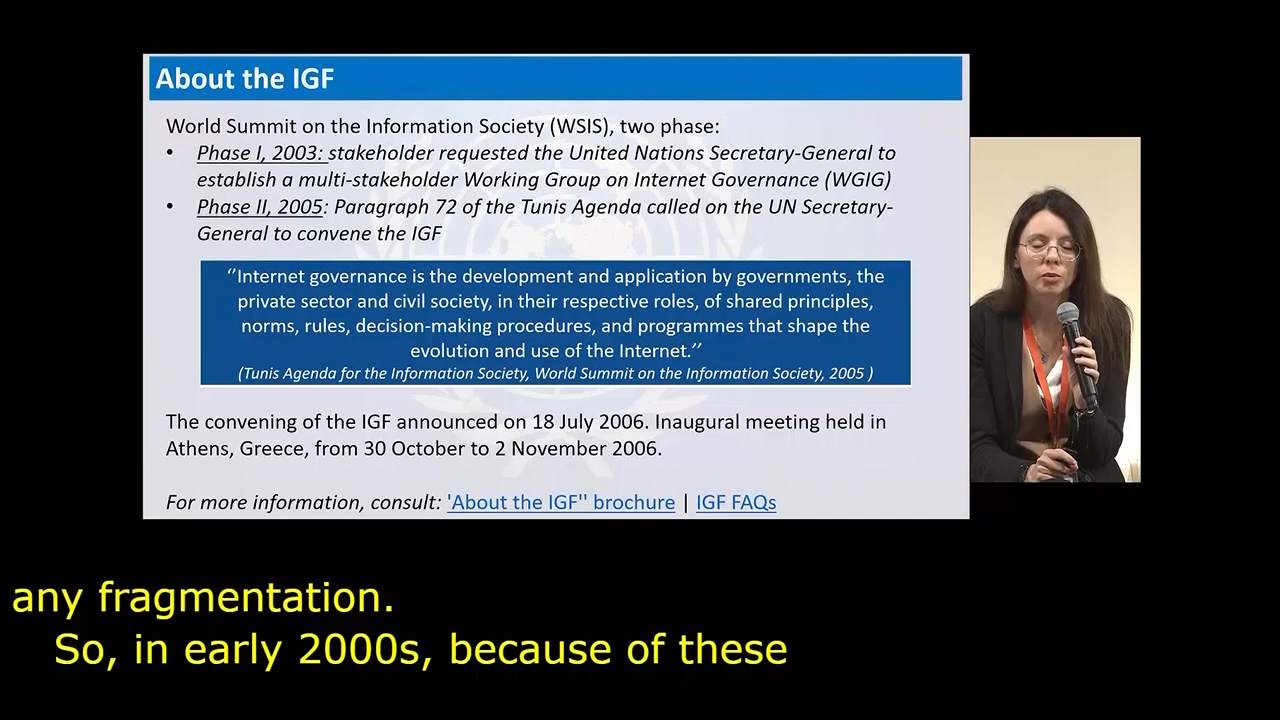 About the IGF
World Summit on the Information Society (WSIS), two phase:
• Phase I, 2003: stakeholder requested the United Nations Secretary-General to
establish a multi-stakeholder Working Group on Internet Governance (WGIG)
• Phase II, 2005: Paragraph 72 of the Tunis Agenda called on the UN Secretary-
General to convene the IGF
‘’Internet governance is the development and application by governments, the
private sector and civil society, in their respective roles, of shared principles,
norms, rules, decision-making procedures, and programmes that shape the
evolution and use of the Internet.’’
(Tunis Agenda for the Information Society, World Summit on the Information Society, 2005 )
The convening of the IGF announced on 18 July 2006. Inaugural meeting held in
Athens, Greece, from 30 October to 2 November 2006.
For more information, consult: 'About the IGF'' brochure | IGF FAQs
any fragmentation.
So, in early 2000s, because of these